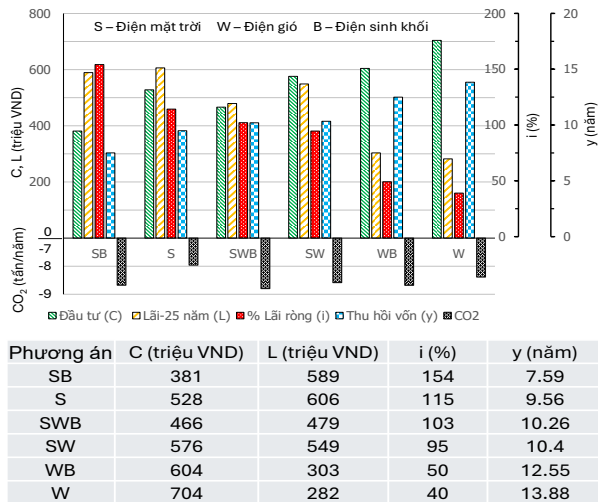 S – Điện mặt trời W – Điện gió B – Điện sinh khối
800
600
400
200
0
-7
-8
-9
C, L (triệu VND)
CO2 (tấn/năm)
200
150
100
50
0
i (%)
20
15
10
5
0
y (năm)
SB S SWB SW WB W
Đầu tư (C) Lãi-25 năm (L) % Lãi ròng (i) Thu hồi vốn (y) CO2
Phương án C (triệu VND) L (triệu VND) i (%) y (năm)
SB 381 589 154 7.59
S 528 606 115 9.56
SWB 466 479 103 10.26
SW 576 549 95 10.4
WB 604 303 50 12.55
W 704 282 40 13.88